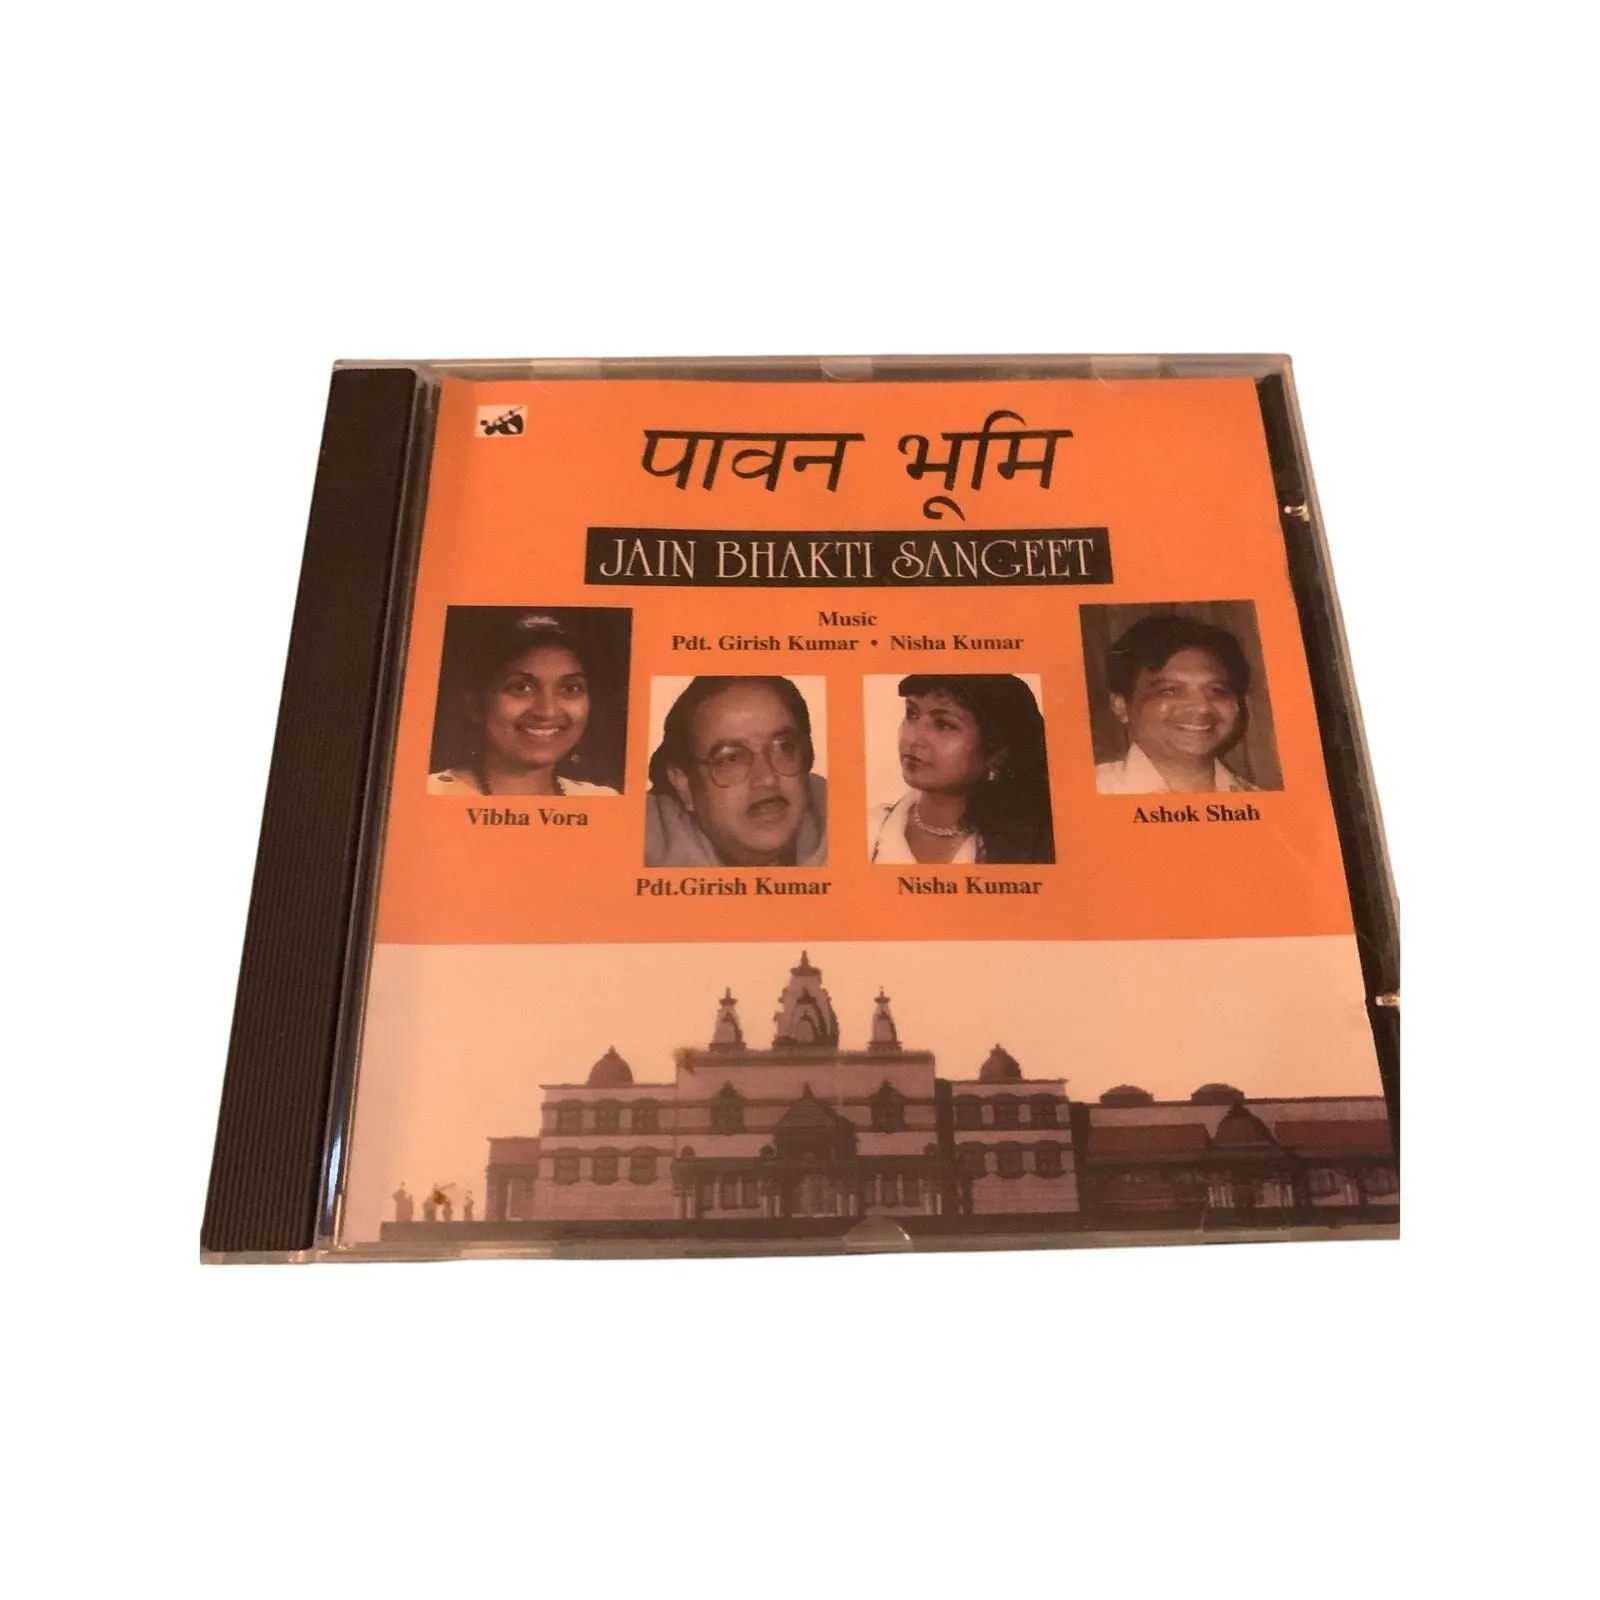 पावन भूमि
JAIN BHAKTI SANGEET
Music
Pdt. Girish Kumar • Nisha Kumar
Vibha Vora
Ashok Shah
Pdt.Girish Kumar
Nisha Kumar